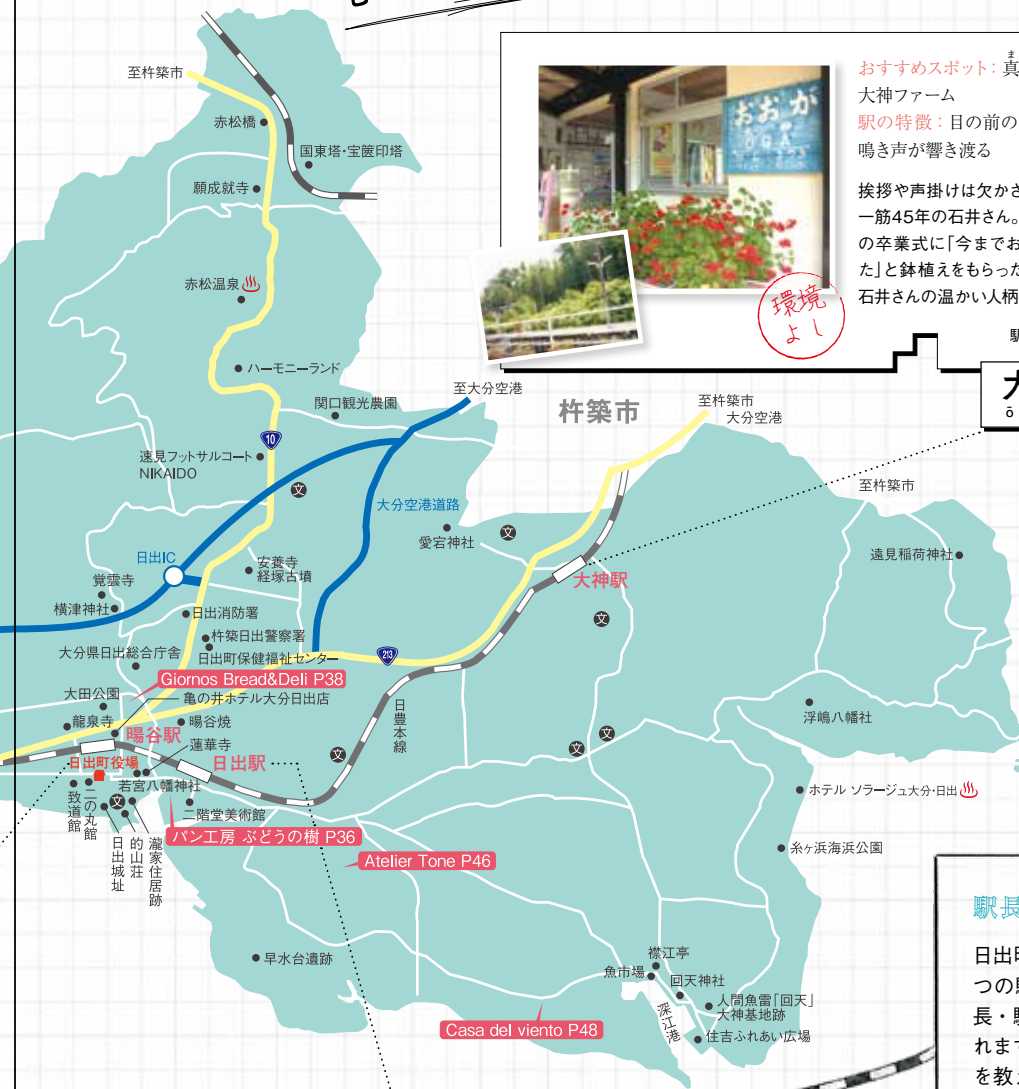 おすすめスポット：真
ま
大神ファーム
駅の特徴：目の前の
鳴き声が響き渡る
挨拶や声掛けは欠かさ
一筋45年の石井さん。
の卒業式に「今までお
た」と鉢植えをもらった
石井さんの温かい人柄
駅
おおが
環境
よし
大
ō
至杵築市
赤松橋
国東塔・宝篋印塔
願成就寺
赤松温泉
ハーモニーランド
関口観光農園
至大分空港
杵築市
至杵築市
大分空港
10
速見フットサルコート
NIKAIDO
文
大分空港道路
文
愛宕神社
至杵築市
遠見稲荷神社
日出IC
安養寺
経塚古墳
大神駅
覚雲寺
横津神社
日出消防署
文
杵築日出警察署
大分県日出総合庁舎
日出町保健福祉センター
213
Giornos Bread&Deli P38
大田公園
亀の井ホテル大分日出店
日豊本線
浮嶋八幡社
龍泉寺
暘谷焼
暘谷駅
蓮華寺
文
文
文
日出町役場
日出駅
若宮八幡神社
ホテル ソラージュ大分・日出
致道館
二の丸館
文
日出城址
的山荘
瀧家住居跡
二階堂美術館
パン工房 ぶどうの樹 P36
Atelier Tone P46
糸ヶ浜海浜公園
早水台遺跡
襟江亭
魚市場
回天神社
人間魚雷「回天」
大神基地跡
深江港
住吉ふれあい広場
Casa del viento P48
駅長
日出町
つの駅
長・駅
れます
を教え